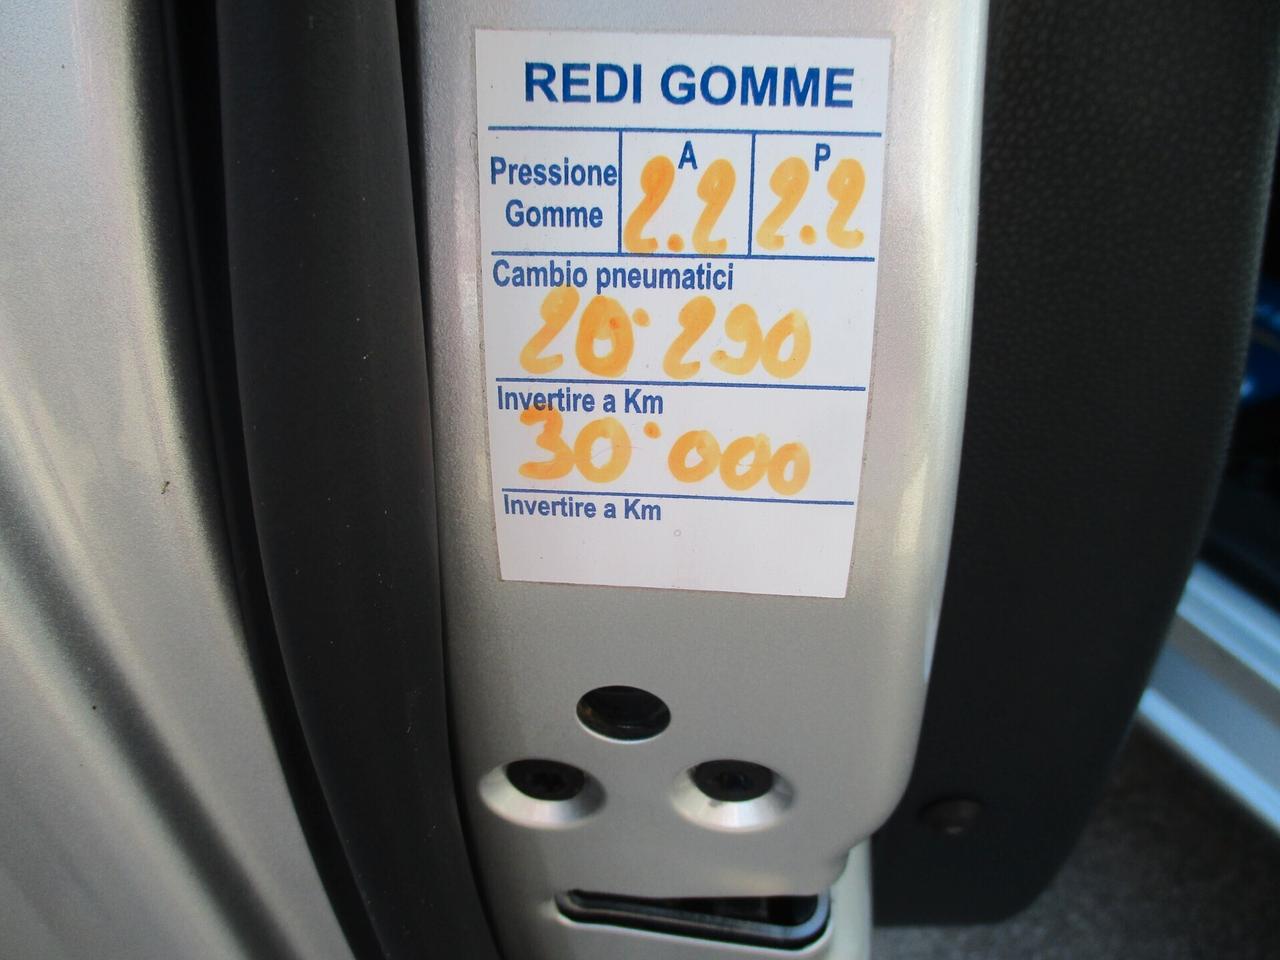 REDI GOMME
Pressione Gomme A 2.2 P 2.2
Cambio pneumatici
20˙290
Invertire a Km
30˙000
Invertire a Km